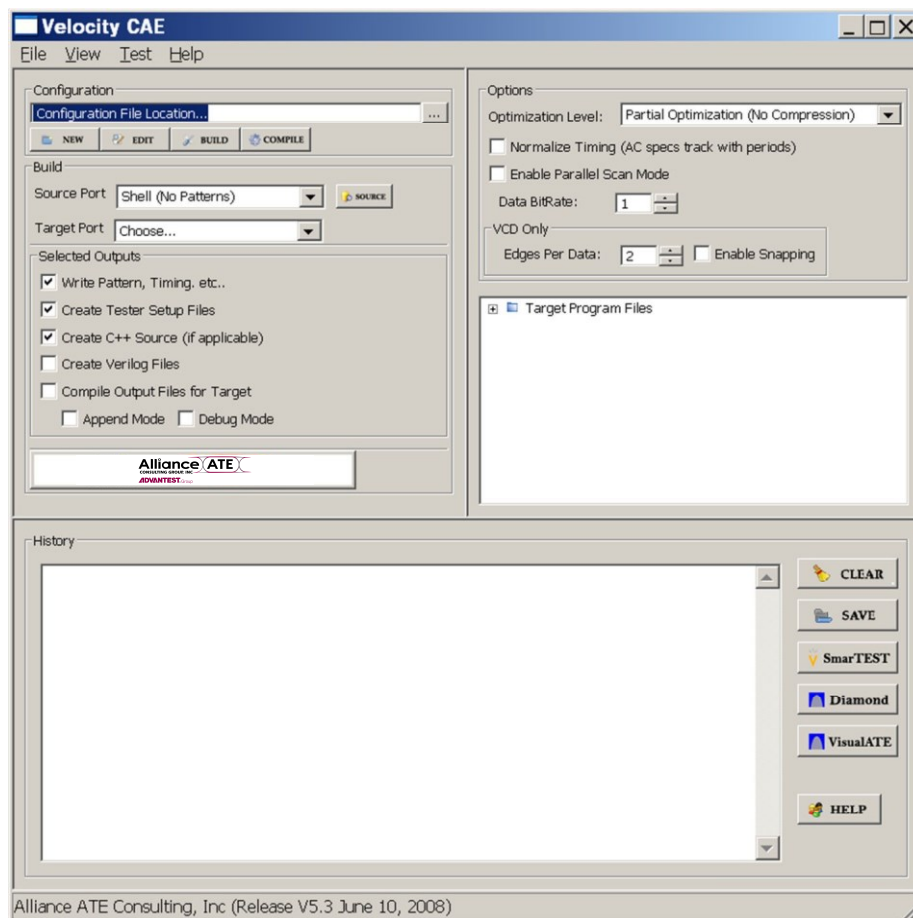 Velocity CAE
File View Test Help
Configuration
Configuration File Location... ...
NEW EDIT BUILD COMPILE
Build
Source Port Shell (No Patterns) SOURCE
Target Port Choose...
Selected Outputs
Write Pattern, Timing. etc..
Create Tester Setup Files
Create C++ Source (if applicable)
Create Verilog Files
Compile Output Files for Target
Append Mode Debug Mode
Alliance ATE
CONSULTING GROUP, INC
ADVANTEST Group
Options
Optimization Level: Partial Optimization (No Compression)
Normalize Timing (AC specs track with periods)
Enable Parallel Scan Mode
Data BitRate: 1
VCD Only
Edges Per Data: 2 Enable Snapping
Target Program Files
History
CLEAR
SAVE
SmarTEST
Diamond
VisualATE
HELP
Alliance ATE Consulting, Inc (Release V5.3 June 10, 2008)